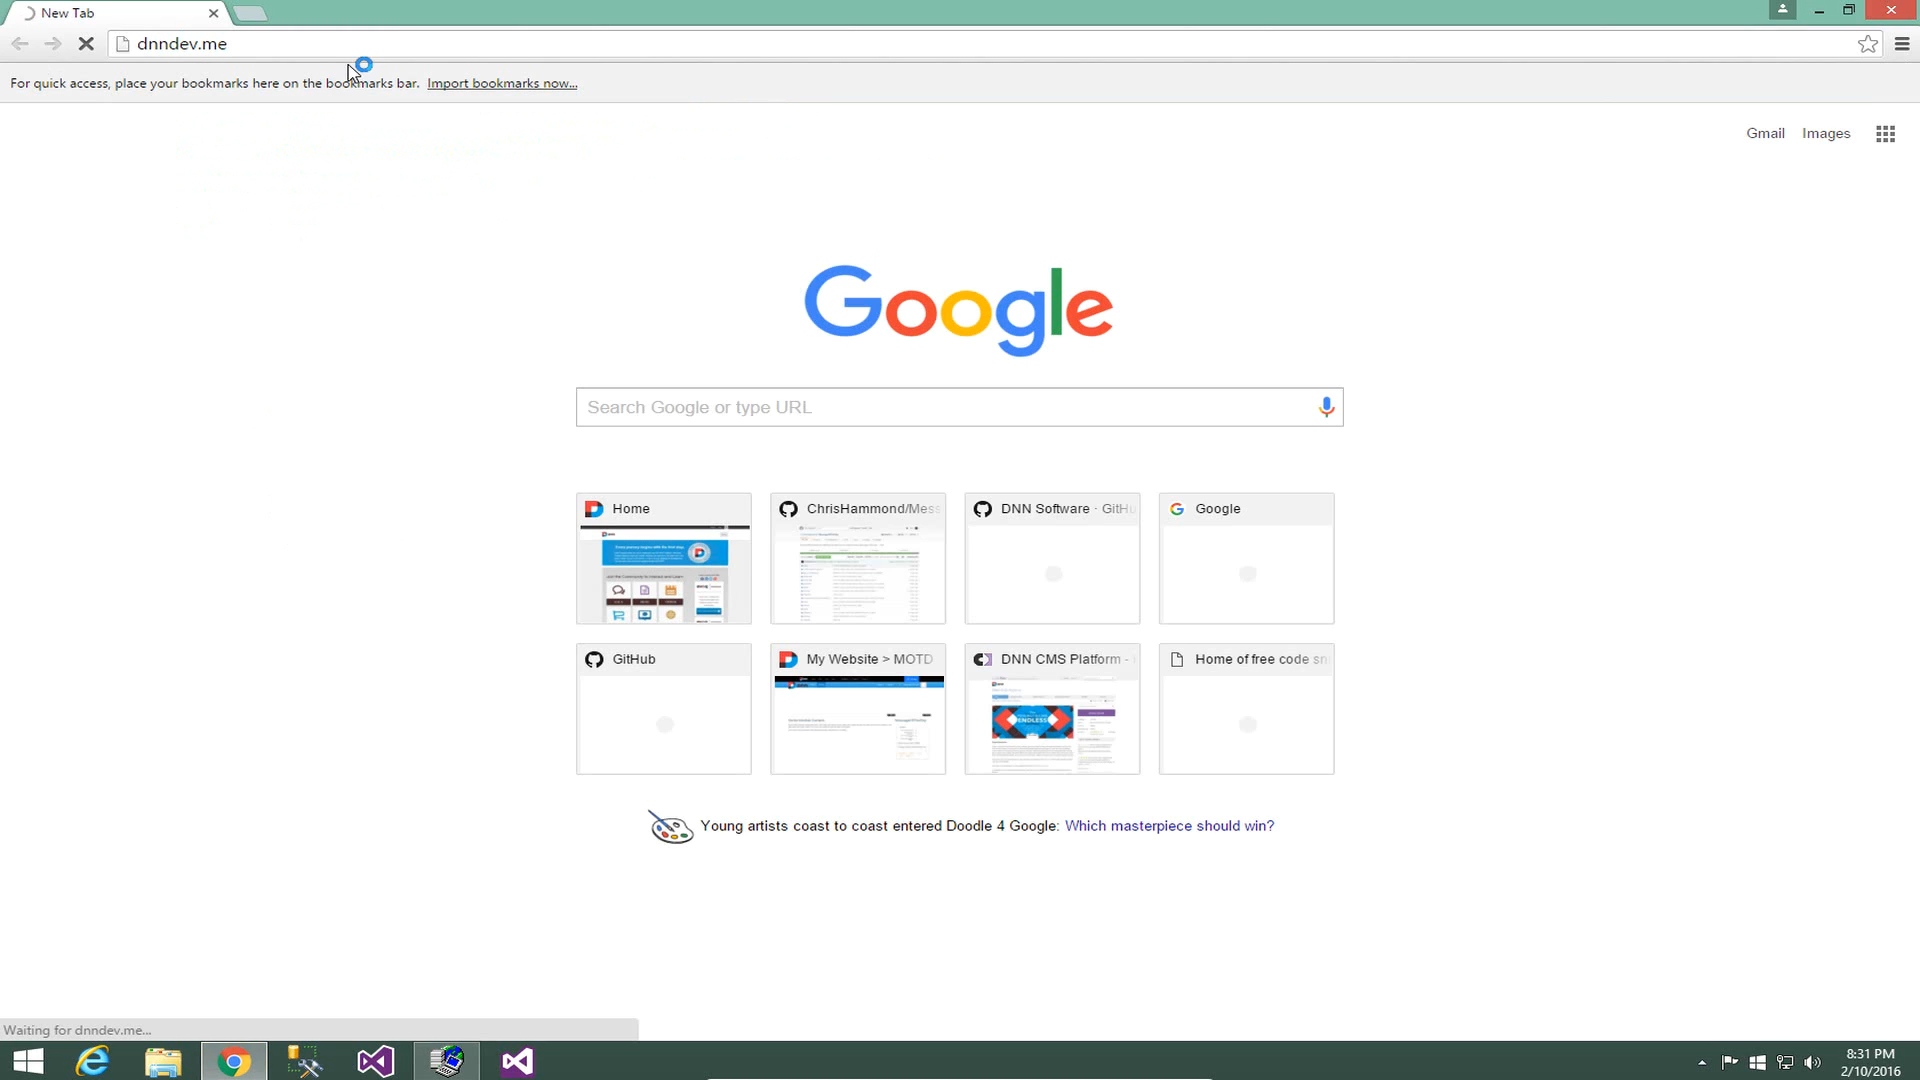 New Tab
dnndev.me
For quick access, place your bookmarks here on the bookmarks bar. Import bookmarks now...
Gmail Images
Google
Search Google or type URL
Home
ChrisHammond/Mess
DNN Software · GitHu
Google
GitHub
My Website > MOTD
DNN CMS Platform -
Home of free code sn
Young artists coast to coast entered Doodle 4 Google: Which masterpiece should win?
Waiting for dnndev.me...
8:31 PM
2/10/2016